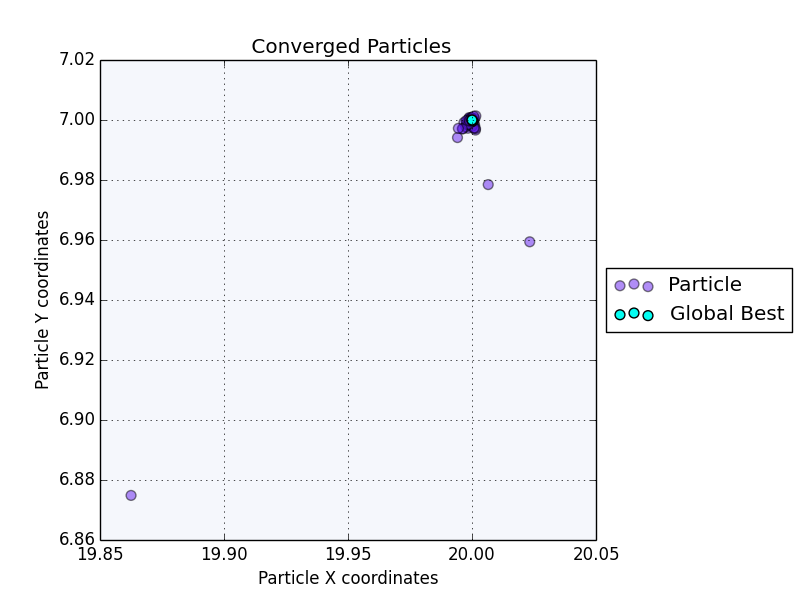 Converged Particles
7.02
7.00
6.98
6.96
6.94
6.92
6.90
6.88
6.86
Particle Y coordinates
19.85 19.90 19.95 20.00 20.05
Particle X coordinates
Particle
Global Best